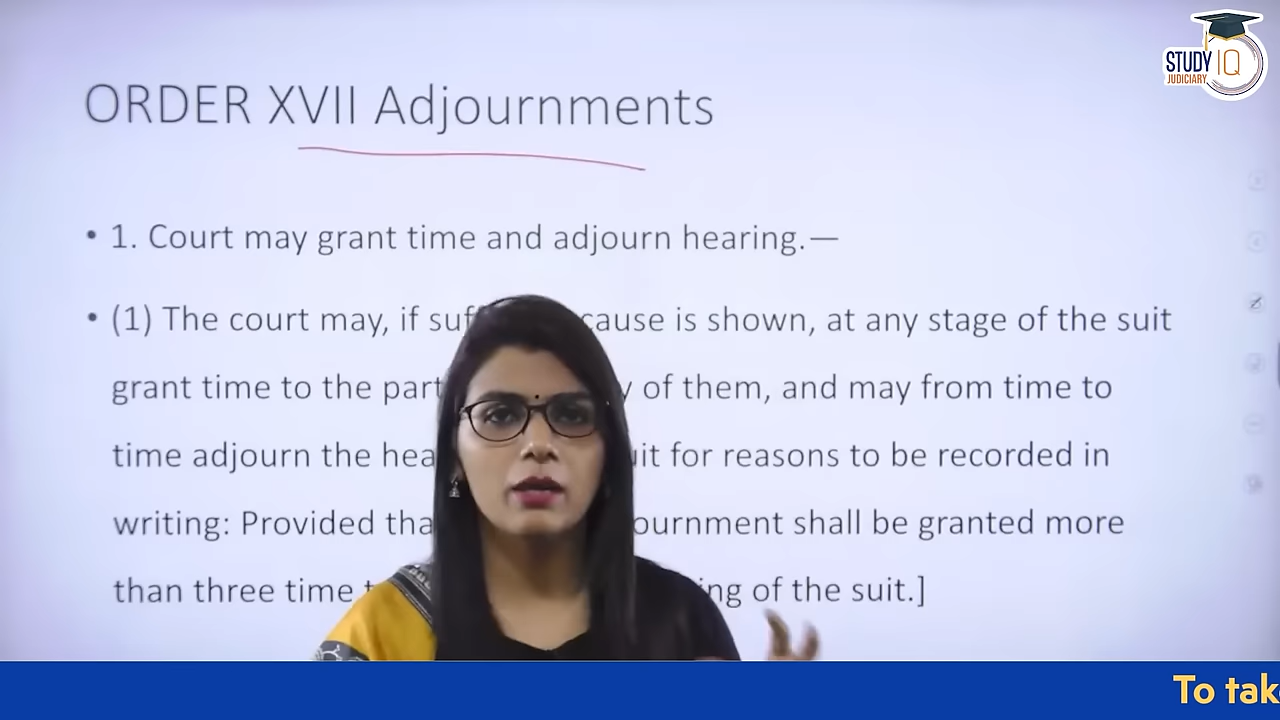 STUDY IQ
JUDICIARY
ORDER XVII Adjournments
• 1. Court may grant time and adjourn hearing.—
• (1) The court may, if suf cause is shown, at any stage of the suit
grant time to the part y of them, and may from time to
time adjourn the hea it for reasons to be recorded in
writing: Provided tha ournment shall be granted more
than three time t ng of the suit.]
To tak